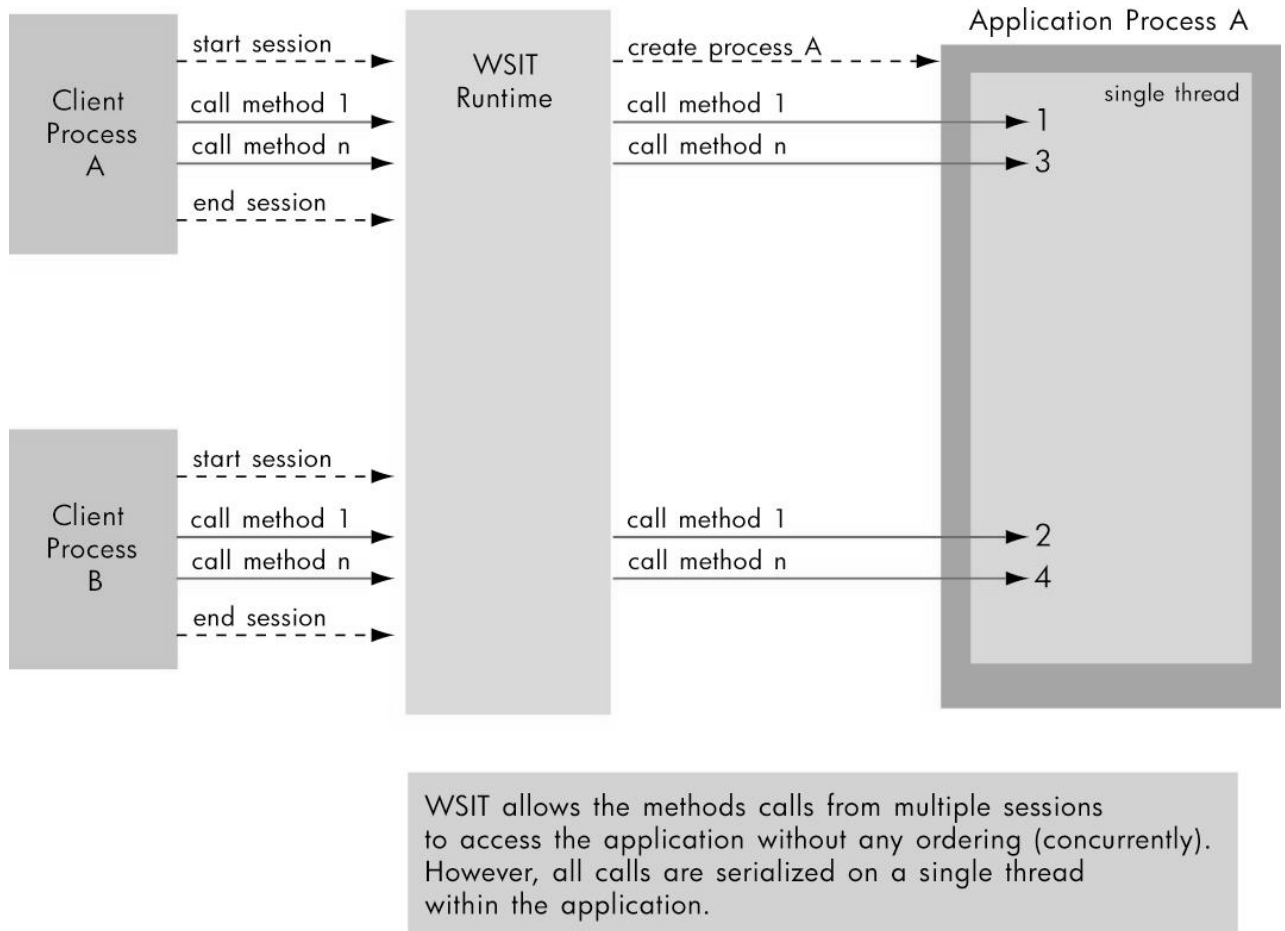 Application Process A
start session
create process A
WSIT
Runtime
single thread
Client
Process
A
call method 1
call method 1
1
call method n
call method n
3
end session
start session
Client
Process
B
call method 1
call method 1
2
call method n
call method n
4
end session
WSIT allows the methods calls from multiple sessions
to access the application without any ordering (concurrently).
However, all calls are serialized on a single thread
within the application.